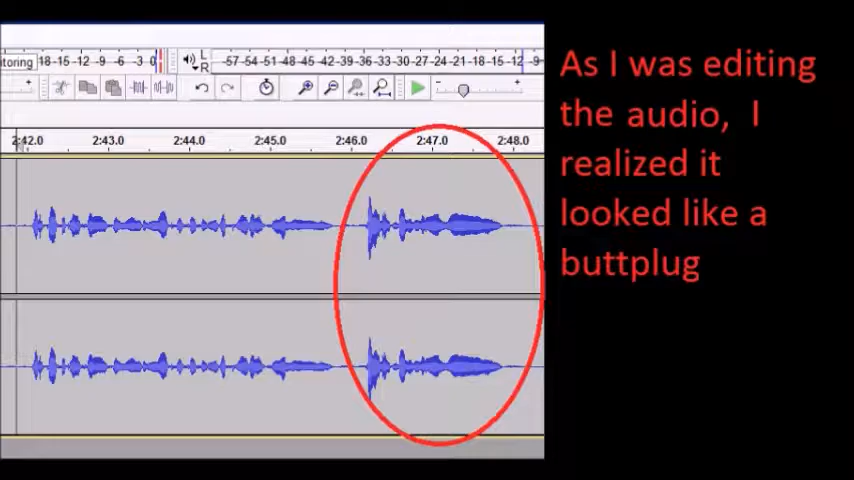 itoring 18 -15 -12 -9 -6 -3 0 L -57 -54 -51 -48 -45 -42 -39 -36 -33 -30 -27 -24 -21 -18 -15 -12 -9
R
- + - +
2:42.0 2:43.0 2:44.0 2:45.0 2:46.0 2:47.0 2:48.0
As I was editing
the audio, I
realized it
looked like a
buttplug